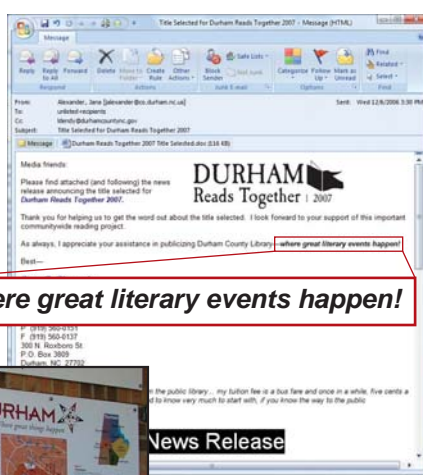 Title Selected for Durham Reads Together 2007 - Message (HTML)
Message
Reply Reply to All Forward Delete Move to Folder Create Rule Other Actions Block Sender Safe Lists Not Junk Categorize Follow Up Mark as Unread Find Related Select
Respond Actions Junk E-mail Options Find
From: Alexander, Jana [jalexander@co.durham.nc.us] Sent: Wed 12/6/2006 3:30 PM
To: undisclosed-recipients
Cc:
Subject: Title Selected for Durham Reads Together 2007
Message Durham Reads Together 2007 Title Selected.doc (116 KB)
Media friends:
DURHAM
Reads Together | 2007
Please find attached (and following) the news
release announcing the title selected for
Durham Reads Together 2007.
Thank you for helping us to get the word out about the title selected. I look forward to your support of this important
communitywide reading project.
As always, I appreciate your assistance in publicizing Durham County Library—where great literary events happen!
Best—
ere great literary events happen!
P (919) 560-0151
F (919) 560-0137
300 N. Roxboro St.
P.O. Box 3809
Durham, NC 27702
n the public library... my tuition fee is a bus fare and once in a while, five cents a
d to know very much to start with, if you know the way to the public
RHAM
Where great things happen
News Release